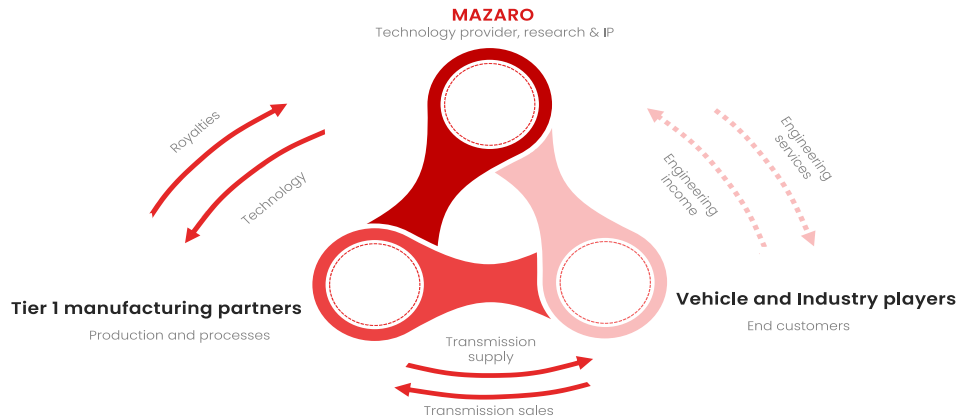 MAZARO
Technology provider, research & IP
Royalties
Technology
Engineering
services
Engineering
income
Tier 1 manufacturing partners
Production and processes
Vehicle and Industry players
End customers
Transmission
supply
Transmission sales